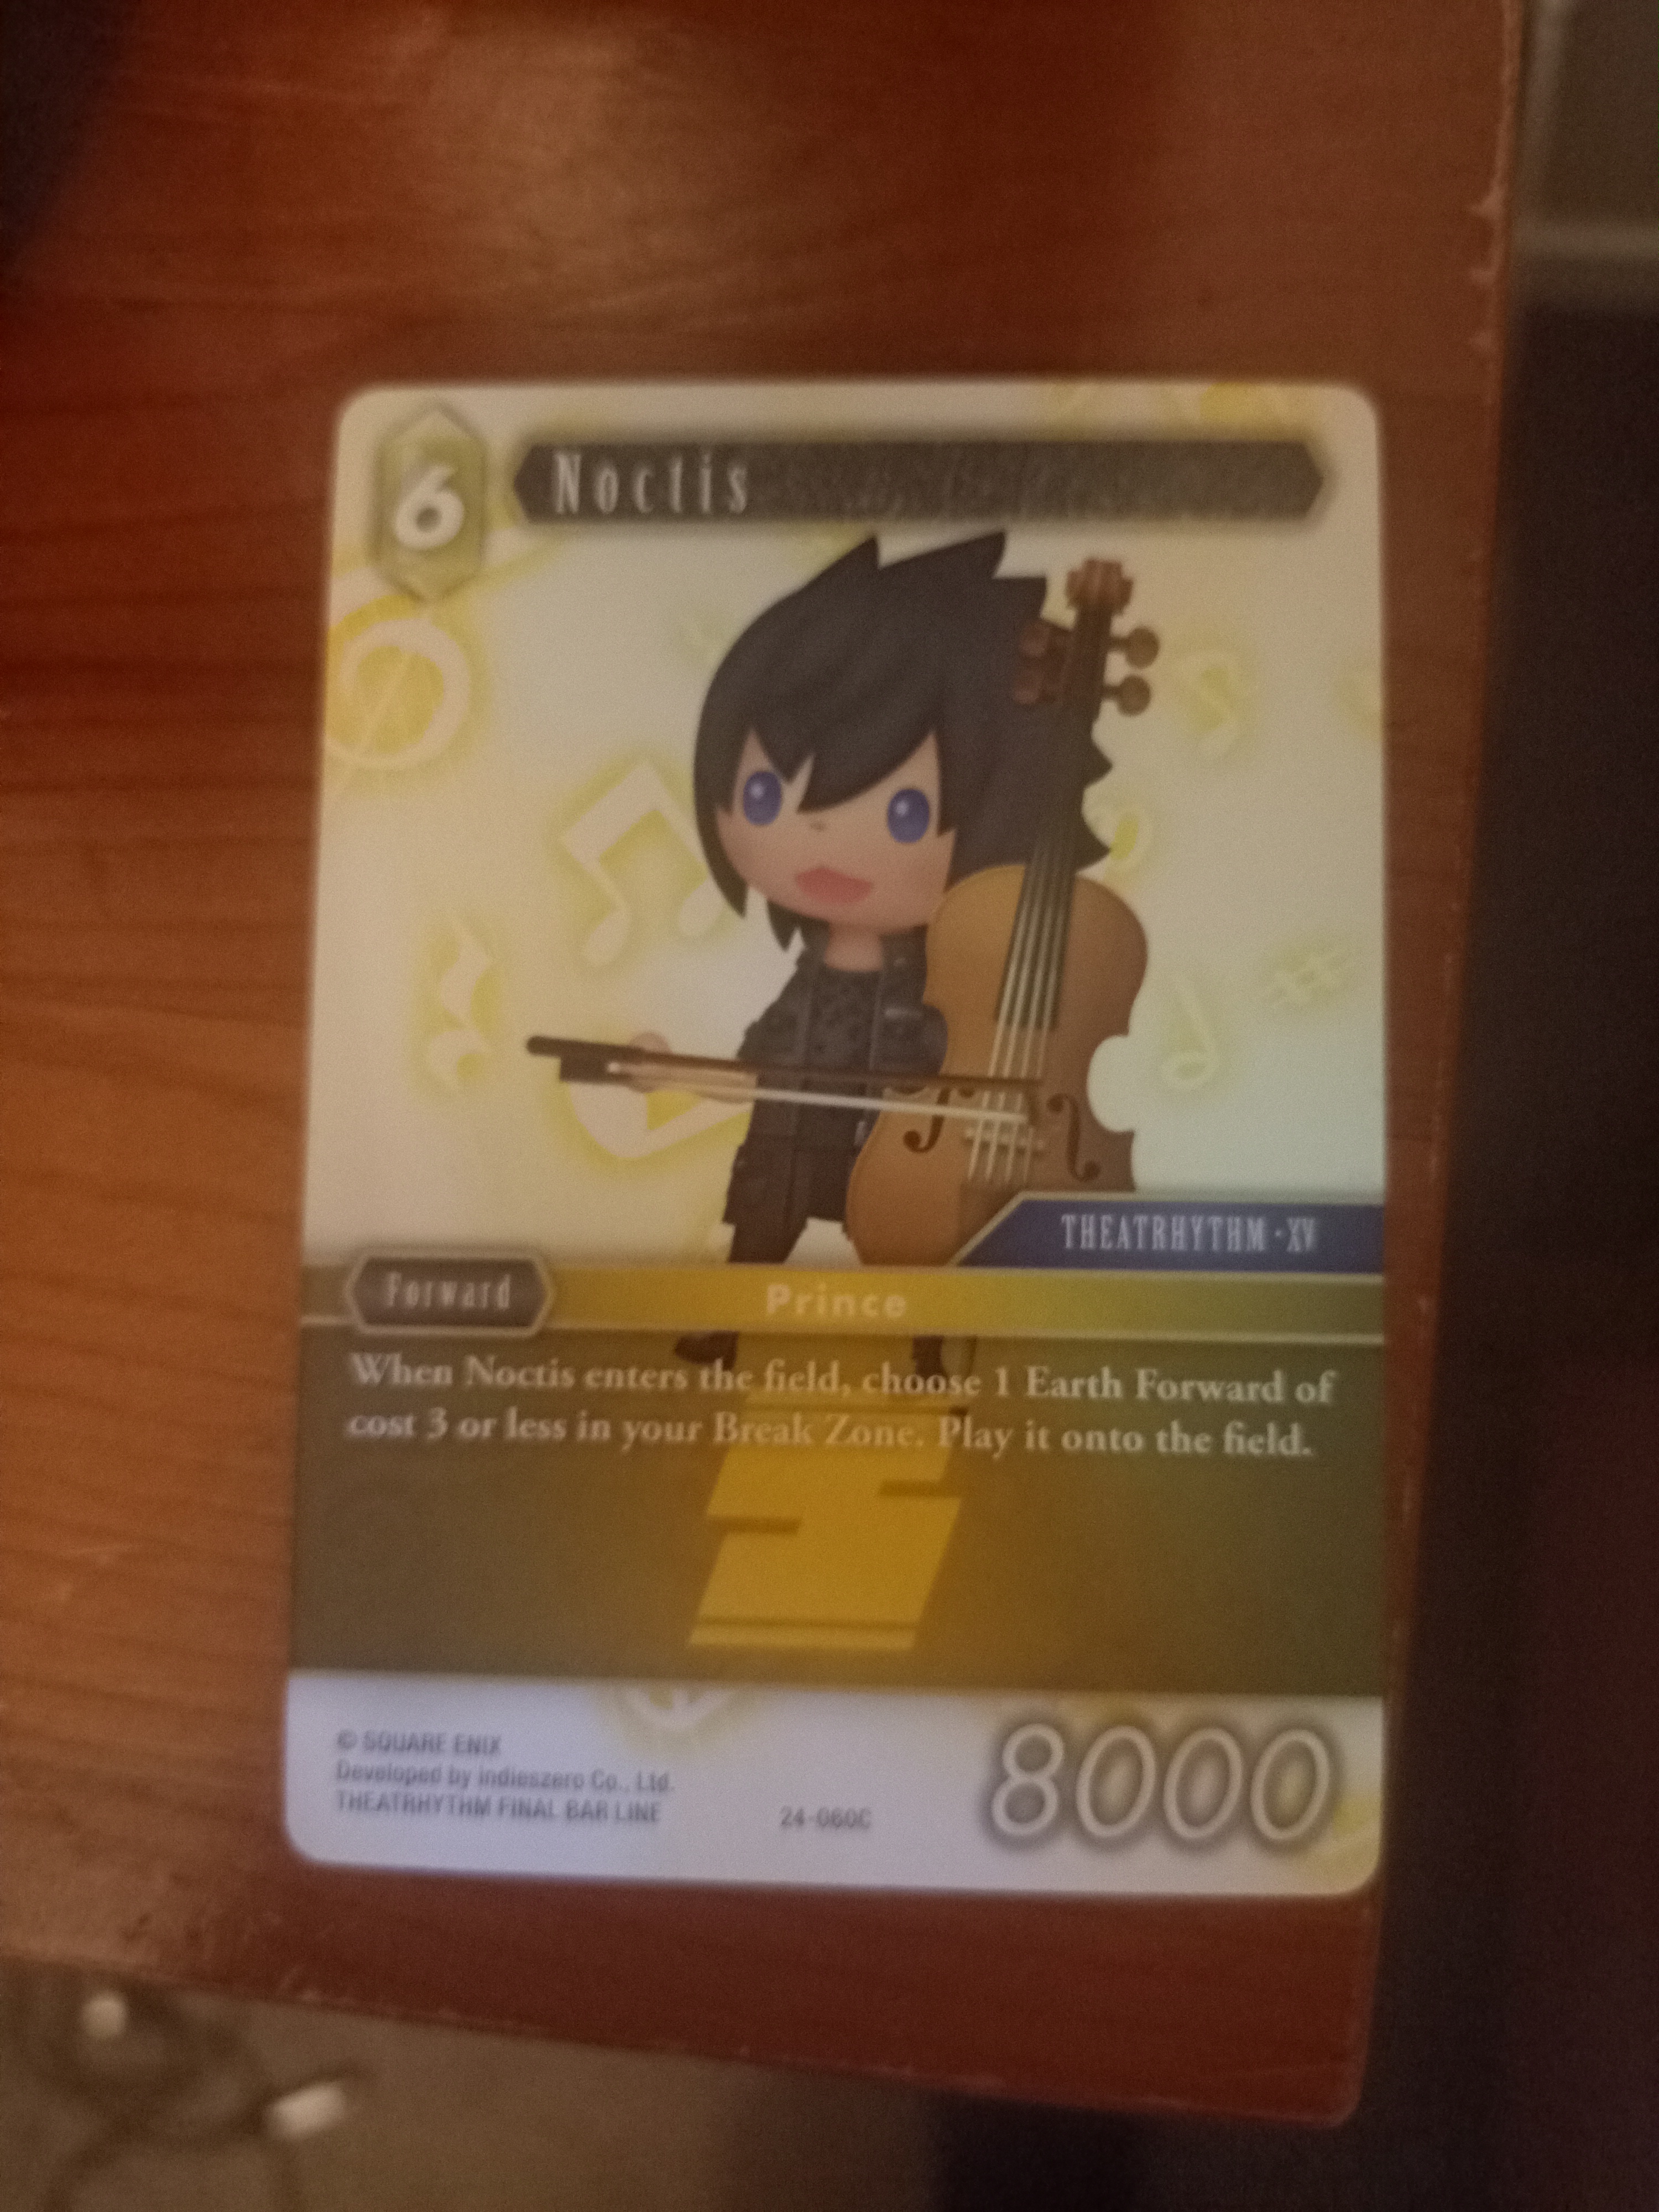 6
Noctis
THEATRHYTHM・XV
Forward
Prince
When Noctis enters the field, choose 1 Earth Forward of
cost 3 or less in your Break Zone. Play it onto the field.
© SQUARE ENIX
Developed by indieszero Co., Ltd.
THEATRHYTHM FINAL BAR LINE
24-060C
8000